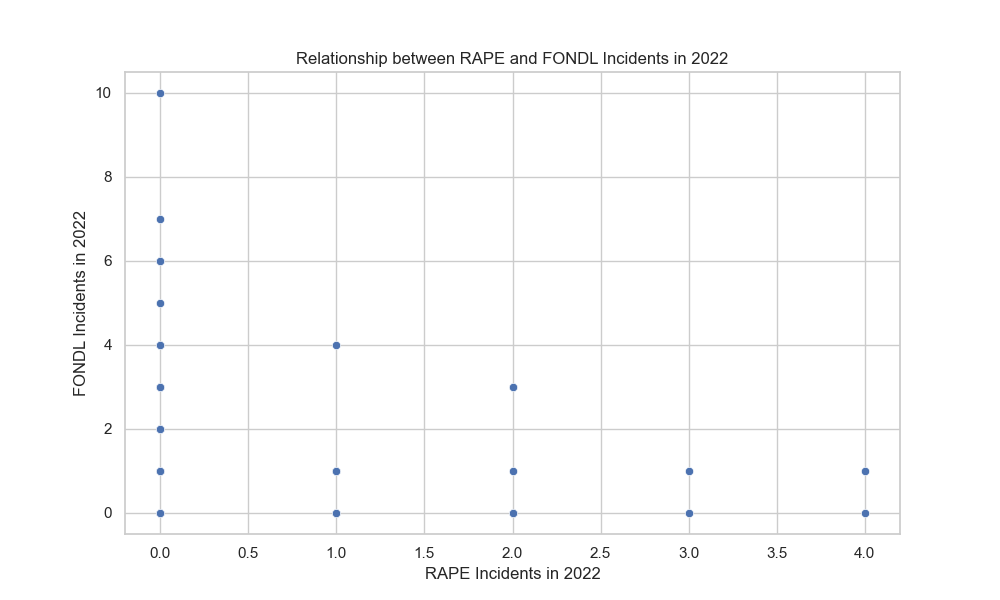 Relationship between RAPE and FONDL Incidents in 2022
10
8
6
4
2
0
FONDL Incidents in 2022
0.0 0.5 1.0 1.5 2.0 2.5 3.0 3.5 4.0
RAPE Incidents in 2022